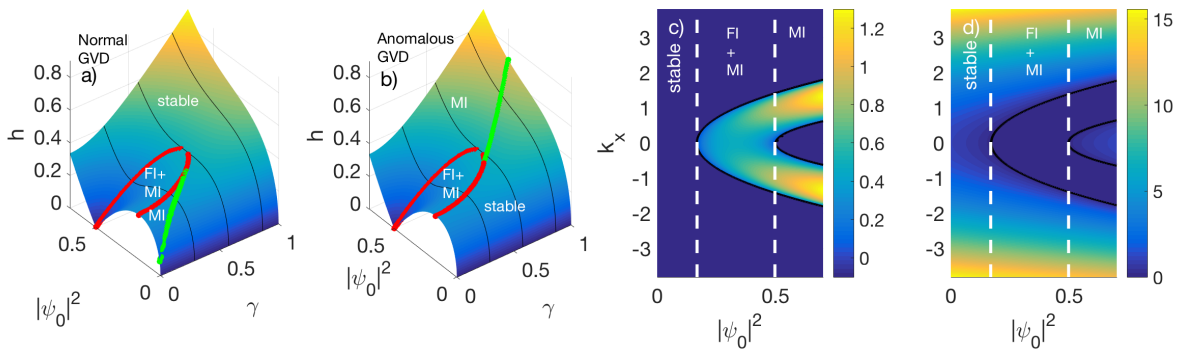 Normal
GVD
a)
stable
0.8
0.6
h
0.4
0.2
0
FI+
MI
MI
0.5
|ψ₀|²
0
0
0.5
1
γ
Anomalous
GVD
b)
MI
0.8
0.6
h
0.4
0.2
0
FI+
MI
stable
0.5
|ψ₀|²
0
0
0.5
1
γ
c)
stable
FI
+
MI
MI
3
2
1
0
-1
-2
-3
kₓ
0
0.5
|ψ₀|²
1.2
1
0.8
0.6
0.4
0.2
0
d)
stable
FI
+
MI
MI
3
2
1
0
-1
-2
-3
0
0.5
|ψ₀|²
15
10
5
0